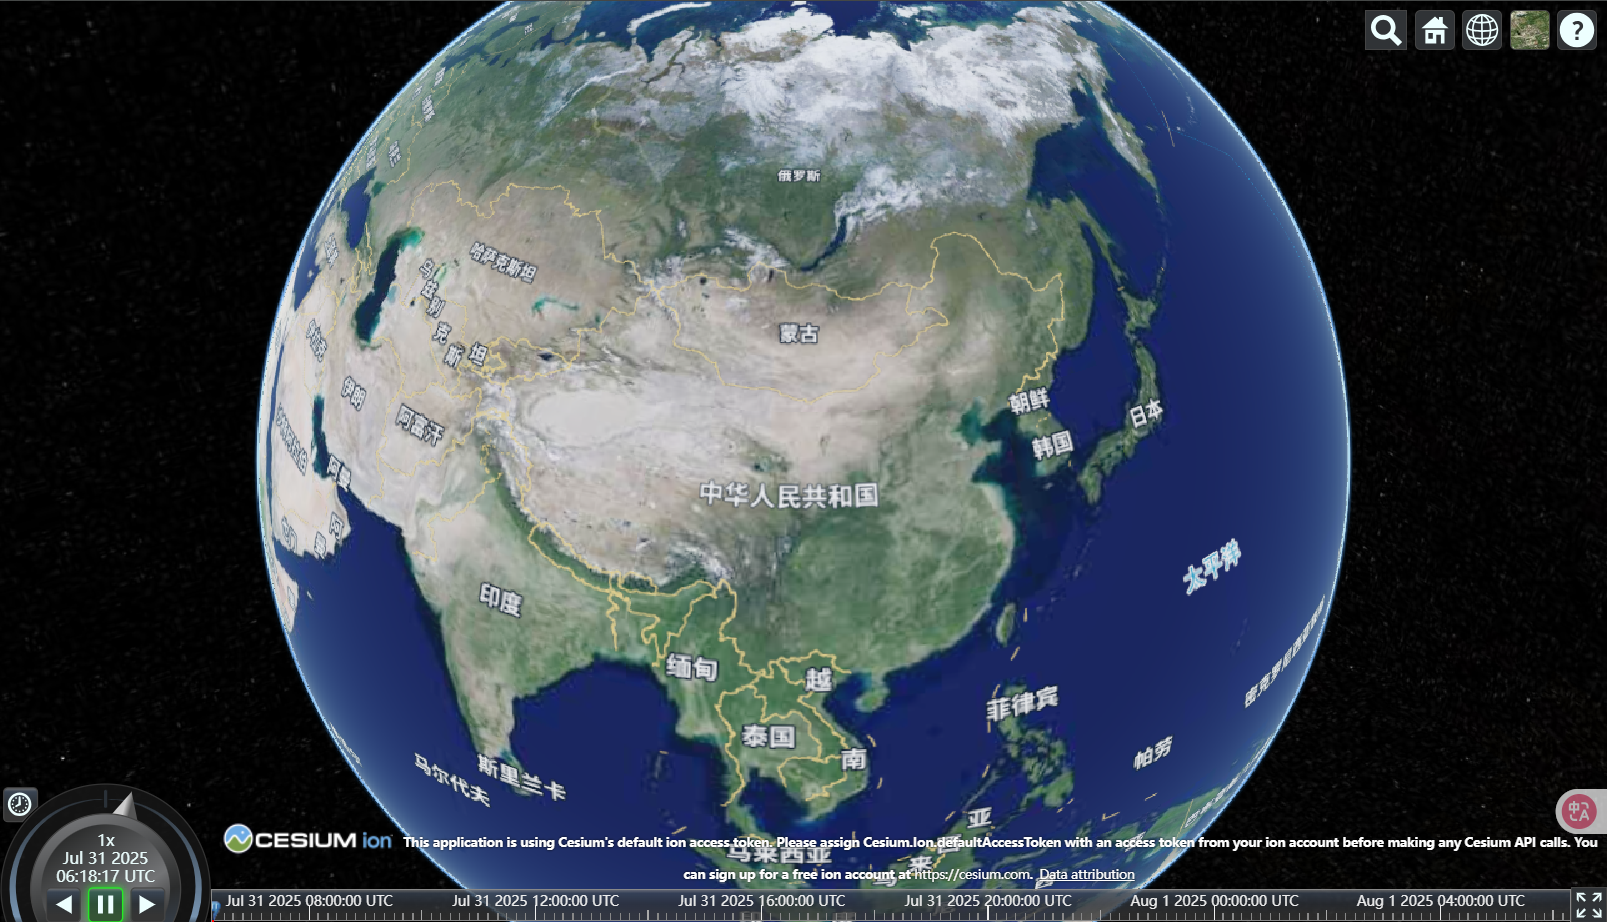 俄罗斯
哈萨克斯坦
乌兹别克斯坦
蒙古
伊朗
阿富汗
朝鲜
韩国
日本
中华人民共和国
太平洋
印度
缅甸
越南
泰国
菲律宾
帕劳
斯里兰卡
马尔代夫
马来西亚
1x
Jul 31 2025
06:18:17 UTC
CESIUM ion
This application is using Cesium's default ion access token. Please assign Cesium.Ion.defaultAccessToken with an access token from your ion account before making any Cesium API calls. You
can sign up for a free ion account at https://cesium.com. Data attribution
Jul 31 2025 08:00:00 UTC
Jul 31 2025 12:00:00 UTC
Jul 31 2025 16:00:00 UTC
Jul 31 2025 20:00:00 UTC
Aug 1 2025 00:00:00 UTC
Aug 1 2025 04:00:00 UTC